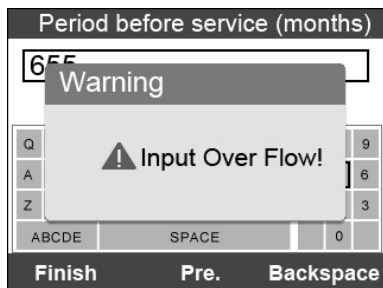 Period before service (months)
655
Warning
Input Over Flow!
Q 9
A 6
Z 3
ABCDE SPACE 0
Finish Pre. Backspace